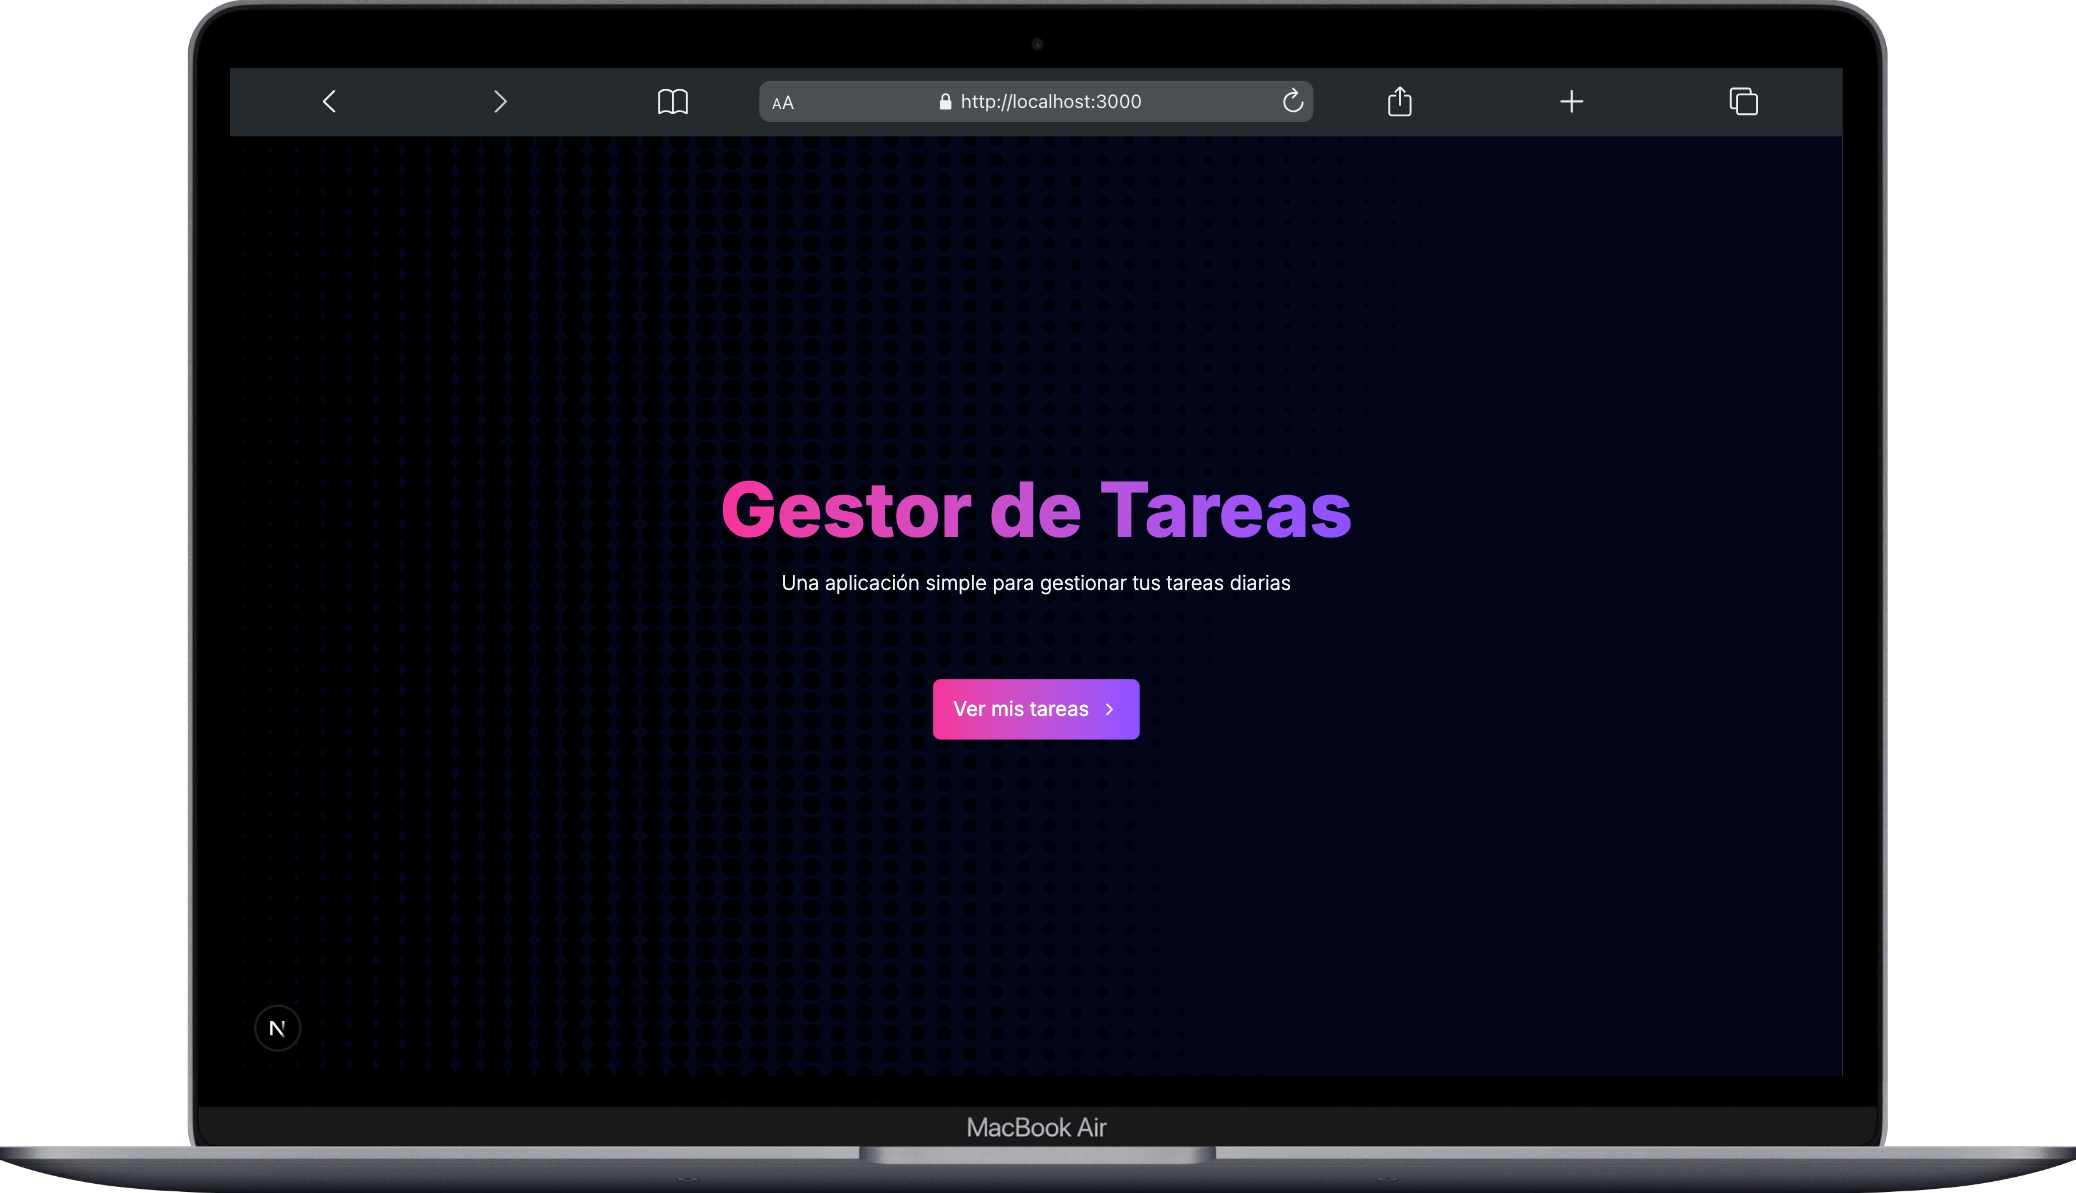 AA
http://localhost:3000
Gestor de Tareas
Una aplicación simple para gestionar tus tareas diarias
Ver mis tareas
N
MacBook Air